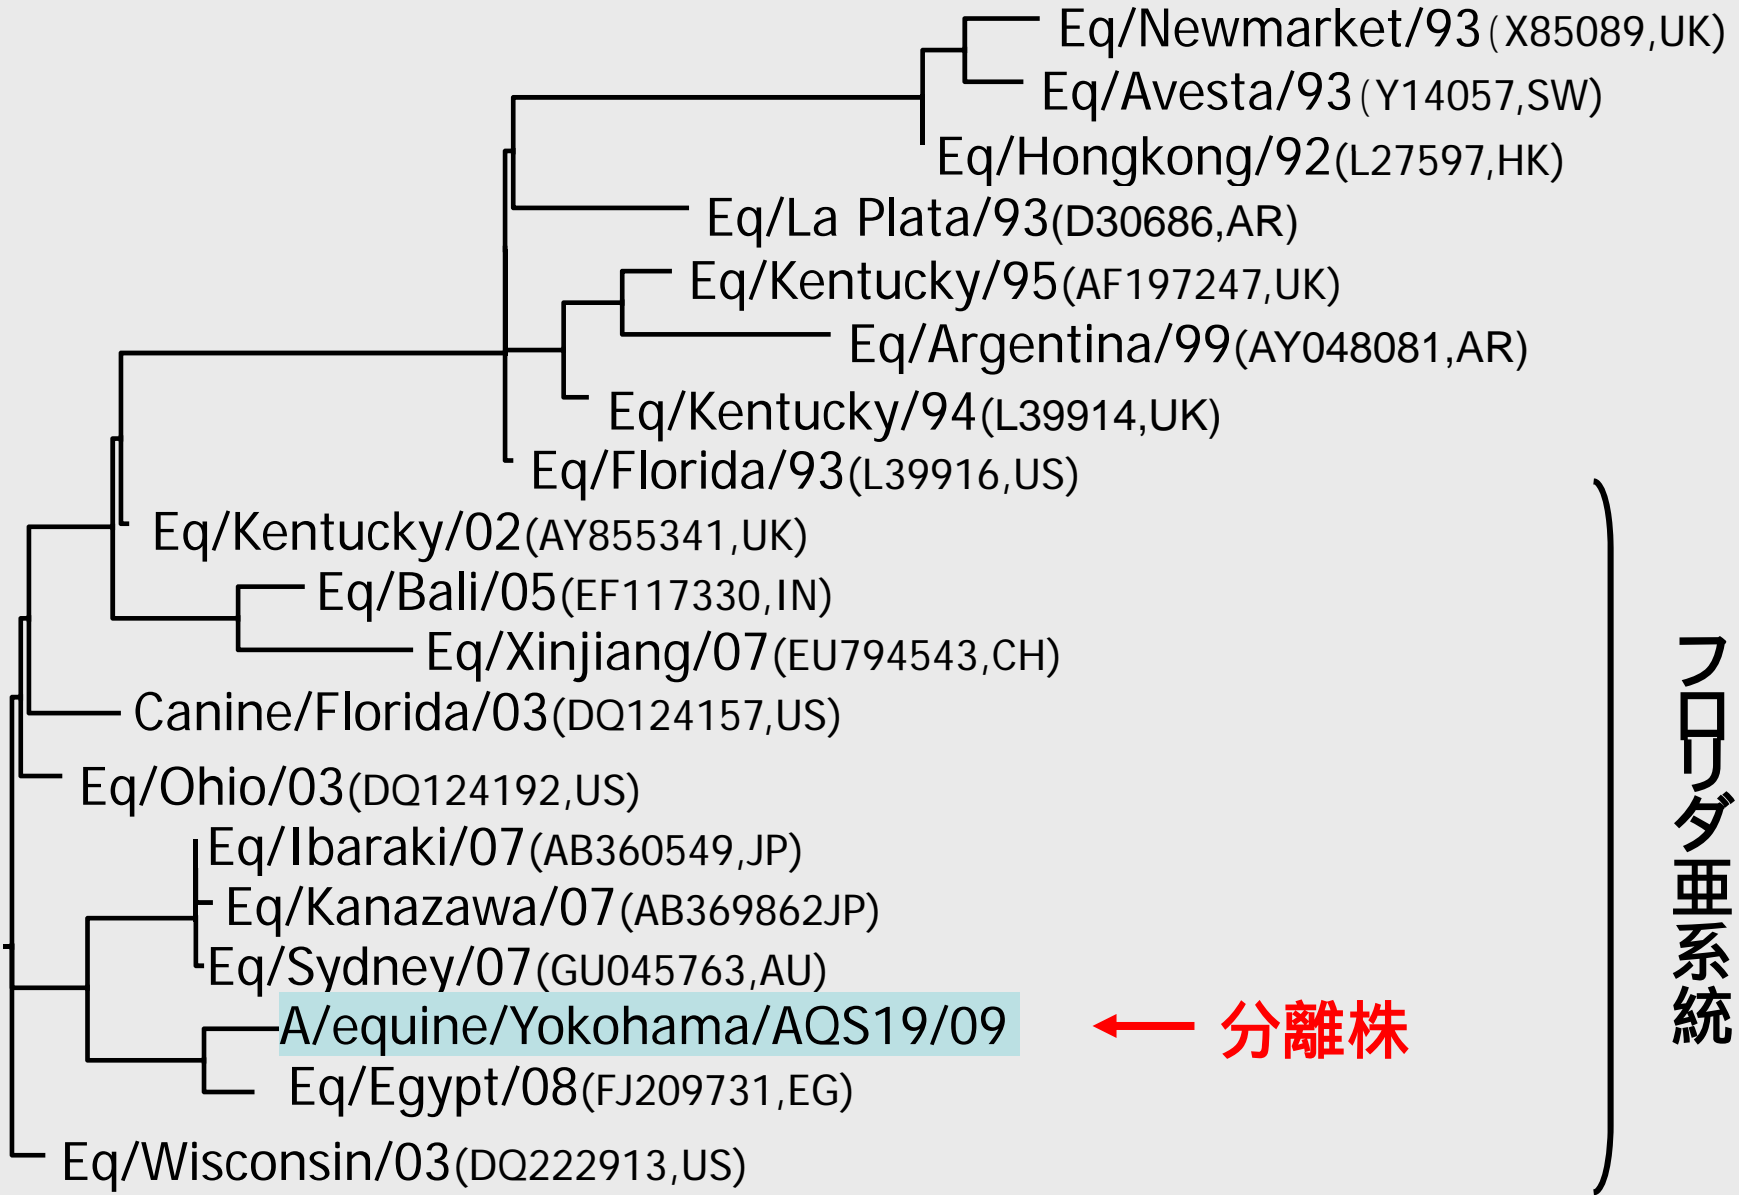 Eq/Newmarket/93(X85089,UK)
Eq/Avesta/93(Y14057,SW)
Eq/Hongkong/92(L27597,HK)
Eq/La Plata/93(D30686,AR)
Eq/Kentucky/95(AF197247,UK)
Eq/Argentina/99(AY048081,AR)
Eq/Kentucky/94(L39914,UK)
Eq/Florida/93(L39916,US)
Eq/Kentucky/02(AY855341,UK)
Eq/Bali/05(EF117330,IN)
Eq/Xinjiang/07(EU794543,CH)
Canine/Florida/03(DQ124157,US)
Eq/Ohio/03(DQ124192,US)
Eq/Ibaraki/07(AB360549,JP)
Eq/Kanazawa/07(AB369862JP)
Eq/Sydney/07(GU045763,AU)
A/equine/Yokohama/AQS19/09
分離株
Eq/Egypt/08(FJ209731,EG)
Eq/Wisconsin/03(DQ222913,US)
フロリダ亜系統